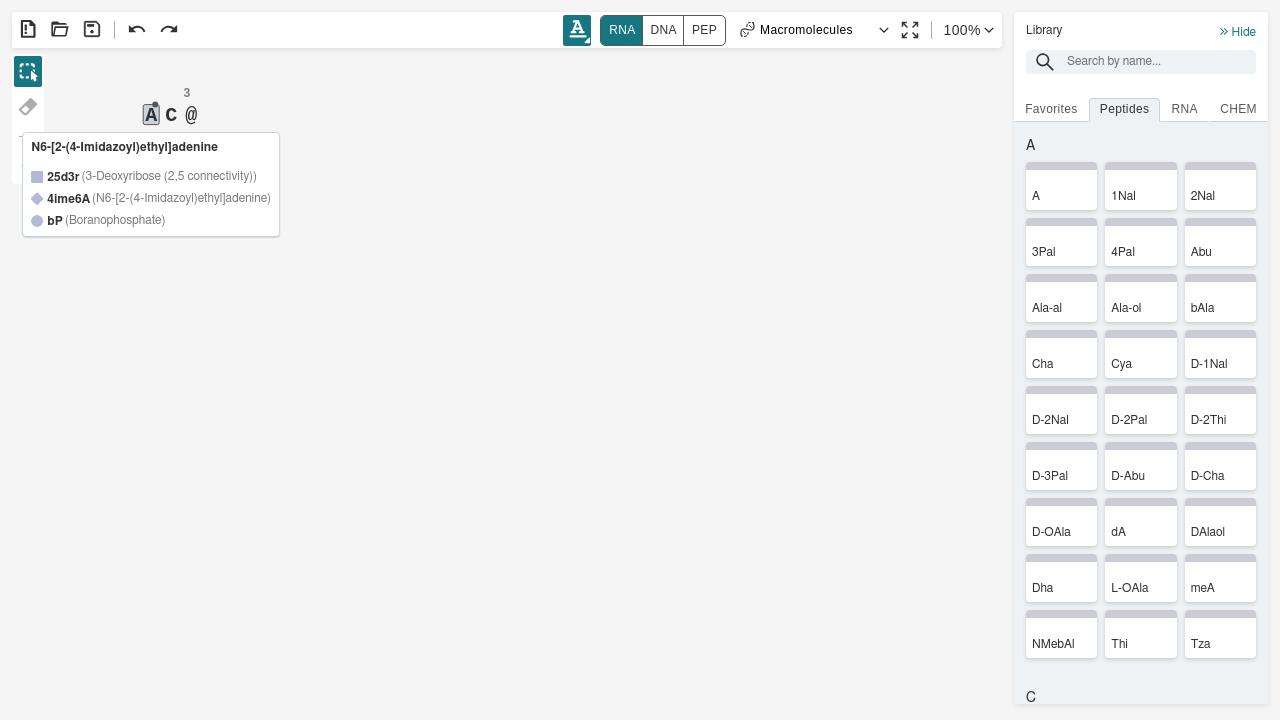 A RNA DNA PEP Macromolecules 100%
3
A C @
N6-[2-(4-Imidazoyl)ethyl]adenine
25d3r (3-Deoxyribose (2,5 connectivity))
4ime6A (N6-[2-(4-Imidazoyl)ethyl]adenine)
bP (Boranophosphate)
Library Hide
Search by name...
Favorites Peptides RNA CHEM
A
A 1Nal 2Nal
3Pal 4Pal Abu
Ala-al Ala-ol bAla
Cha Cya D-1Nal
D-2Nal D-2Pal D-2Thi
D-3Pal D-Abu D-Cha
D-OAla dA DAlaol
Dha L-OAla meA
NMebAl Thi Tza
C